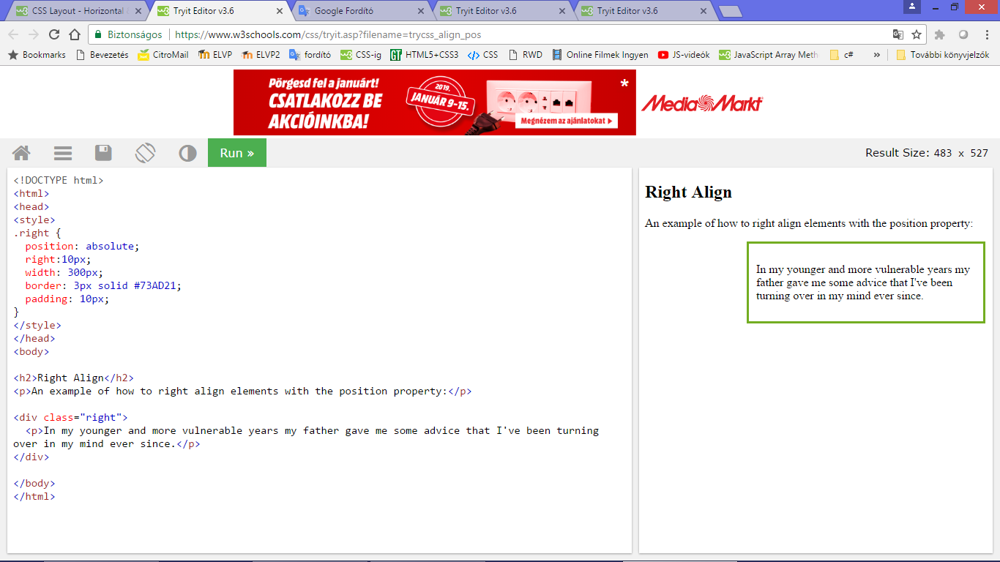 CSS Layout - Horizontal &
Tryit Editor v3.6
Google Fordító
Tryit Editor v3.6
Tryit Editor v3.6
Biztonságos
https://www.w3schools.com/css/tryit.asp?filename=trycss_align_pos
Bookmarks
Bevezetés
CitroMail
ELVP
ELVP2
fordító
CSS-ig
HTML5+CSS3
CSS
RWD
Online Filmek Ingyen
JS-videók
JavaScript Array Meth
c#
»
További könyvjelzők
Pörgesd fel a januárt!
CSATLAKOZZ BE
AKCIÓINKBA!
2019.
JANUÁR 9-15.
*
Megnézem az ajánlatokat
MediaMarkt
Run »
Result Size: 483 x 527
<!DOCTYPE html>
<html>
<head>
<style>
.right {
  position: absolute;
  right:10px;
  width: 300px;
  border: 3px solid #73AD21;
  padding: 10px;
}
</style>
</head>
<body>
<h2>Right Align</h2>
<p>An example of how to right align elements with the position property:</p>
<div class="right">
  <p>In my younger and more vulnerable years my father gave me some advice that I've been turning
over in my mind ever since.</p>
</div>
</body>
</html>
Right Align
An example of how to right align elements with the position property:
In my younger and more vulnerable years my
father gave me some advice that I've been
turning over in my mind ever since.